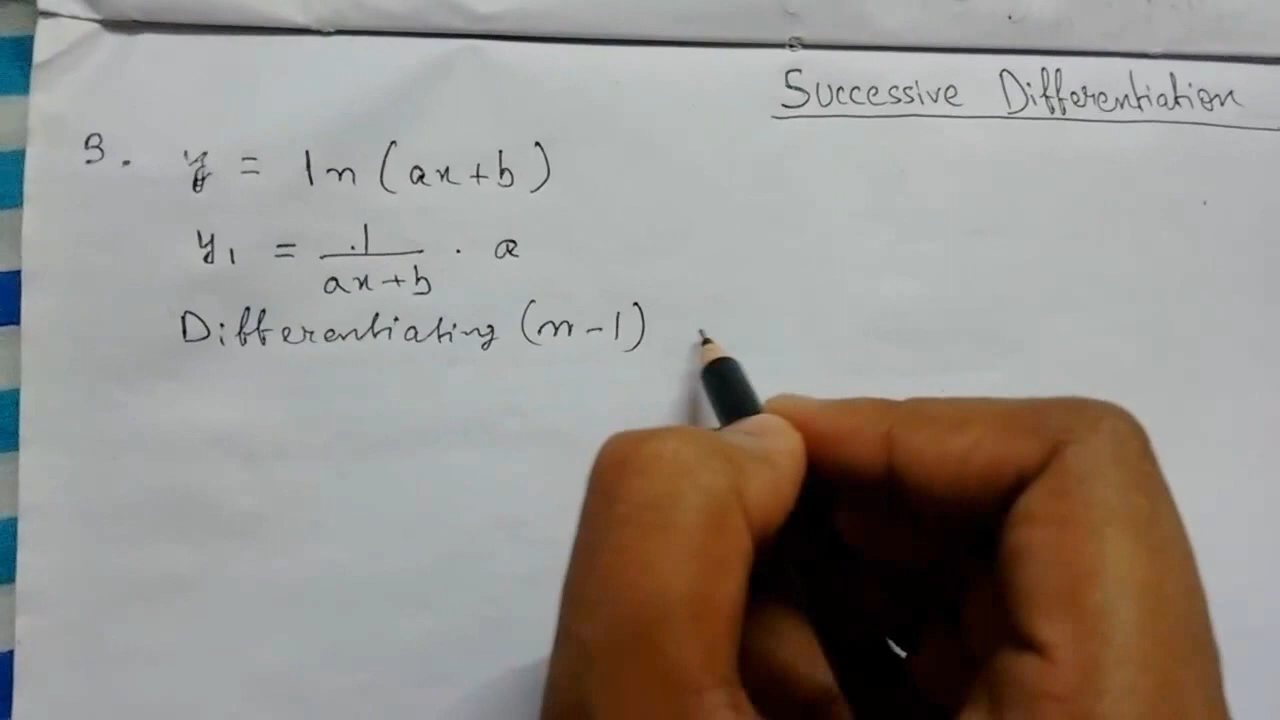 Successive Differentiation
3. y = ln (ax+b)
y₁ = 1/(ax+b) · a
Differentiating (n-1)